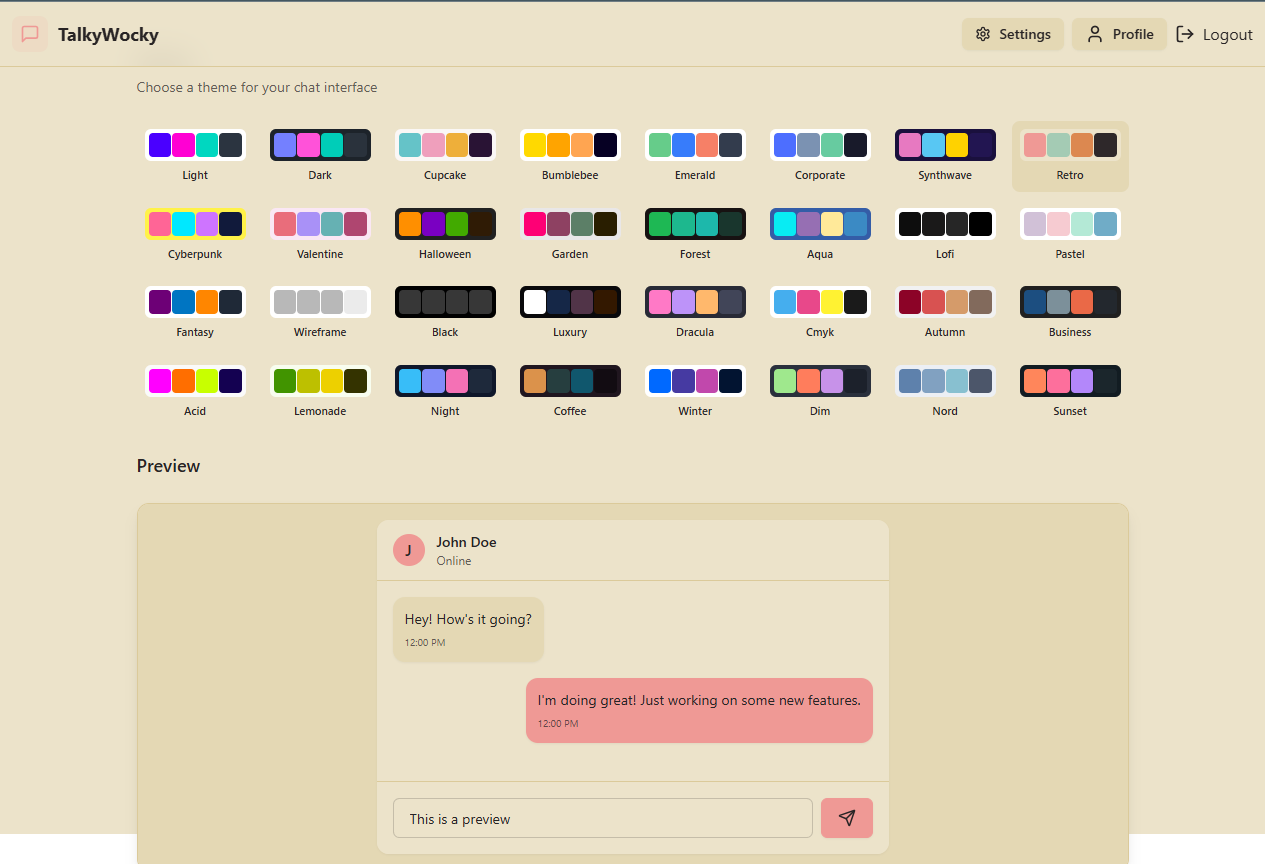 TalkyWocky
Settings
Profile
Logout
Choose a theme for your chat interface
Light
Dark
Cupcake
Bumblebee
Emerald
Corporate
Synthwave
Retro
Cyberpunk
Valentine
Halloween
Garden
Forest
Aqua
Lofi
Pastel
Fantasy
Wireframe
Black
Luxury
Dracula
Cmyk
Autumn
Business
Acid
Lemonade
Night
Coffee
Winter
Dim
Nord
Sunset
Preview
J
John Doe
Online
Hey! How's it going?
12:00 PM
I'm doing great! Just working on some new features.
12:00 PM
This is a preview